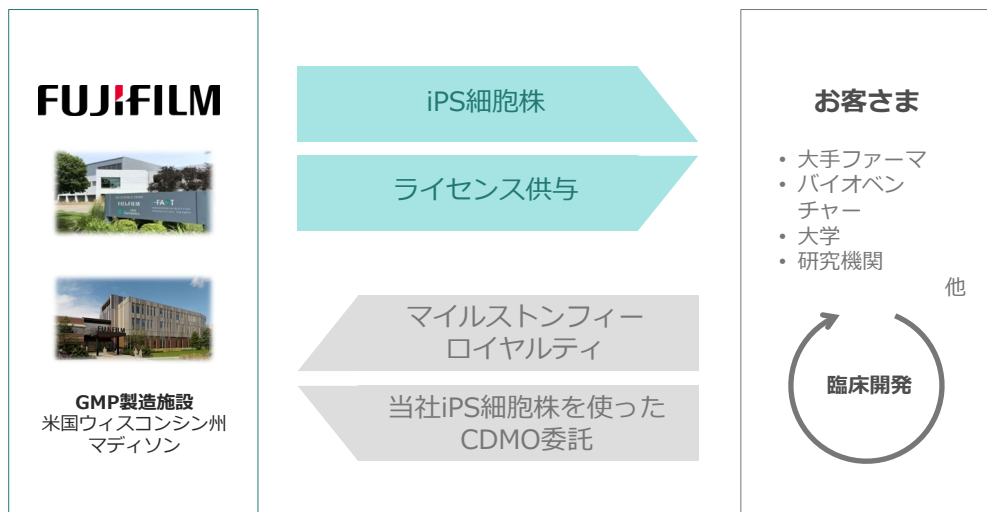 FUJIFILM
FUJIFILM
GMP製造施設
米国ウィスコンシン州
マディソン
iPS細胞株
ライセンス供与
マイルストンフィー
ロイヤルティ
当社iPS細胞株を使った
CDMO委託
お客さま
• 大手ファーマ
• バイオベン
チャー
• 大学
• 研究機関
他
臨床開発